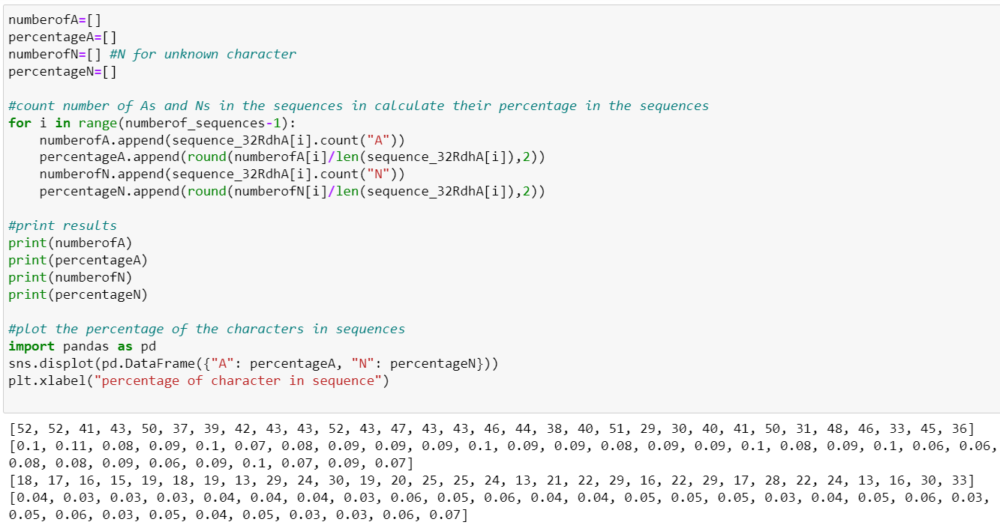 numberofA=[]
percentageA=[]
numberofN=[] #N for unknown character
percentageN=[]
#count number of As and Ns in the sequences in calculate their percentage in the sequences
for i in range(numberof_sequences-1):
    numberofA.append(sequence_32RdhA[i].count("A"))
    percentageA.append(round(numberofA[i]/len(sequence_32RdhA[i]),2))
    numberofN.append(sequence_32RdhA[i].count("N"))
    percentageN.append(round(numberofN[i]/len(sequence_32RdhA[i]),2))
#print results
print(numberofA)
print(percentageA)
print(numberofN)
print(percentageN)
#plot the percentage of the characters in sequences
import pandas as pd
sns.displot(pd.DataFrame({"A": percentageA, "N": percentageN}))
plt.xlabel("percentage of character in sequence")
[52, 52, 41, 43, 50, 37, 39, 42, 43, 43, 52, 43, 47, 43, 43, 46, 44, 38, 40, 51, 29, 30, 40, 41, 50, 31, 48, 46, 33, 45, 36]
[0.1, 0.11, 0.08, 0.09, 0.1, 0.07, 0.08, 0.09, 0.09, 0.09, 0.1, 0.09, 0.09, 0.08, 0.09, 0.09, 0.1, 0.08, 0.09, 0.1, 0.06, 0.06,
0.08, 0.08, 0.09, 0.06, 0.09, 0.1, 0.07, 0.09, 0.07]
[18, 17, 16, 15, 19, 18, 19, 13, 29, 24, 30, 19, 20, 25, 25, 24, 13, 21, 22, 29, 16, 22, 29, 17, 28, 22, 24, 13, 16, 30, 33]
[0.04, 0.03, 0.03, 0.03, 0.04, 0.04, 0.04, 0.03, 0.06, 0.05, 0.06, 0.04, 0.04, 0.05, 0.05, 0.05, 0.03, 0.04, 0.05, 0.06, 0.03,
0.05, 0.06, 0.03, 0.05, 0.04, 0.05, 0.03, 0.03, 0.06, 0.07]